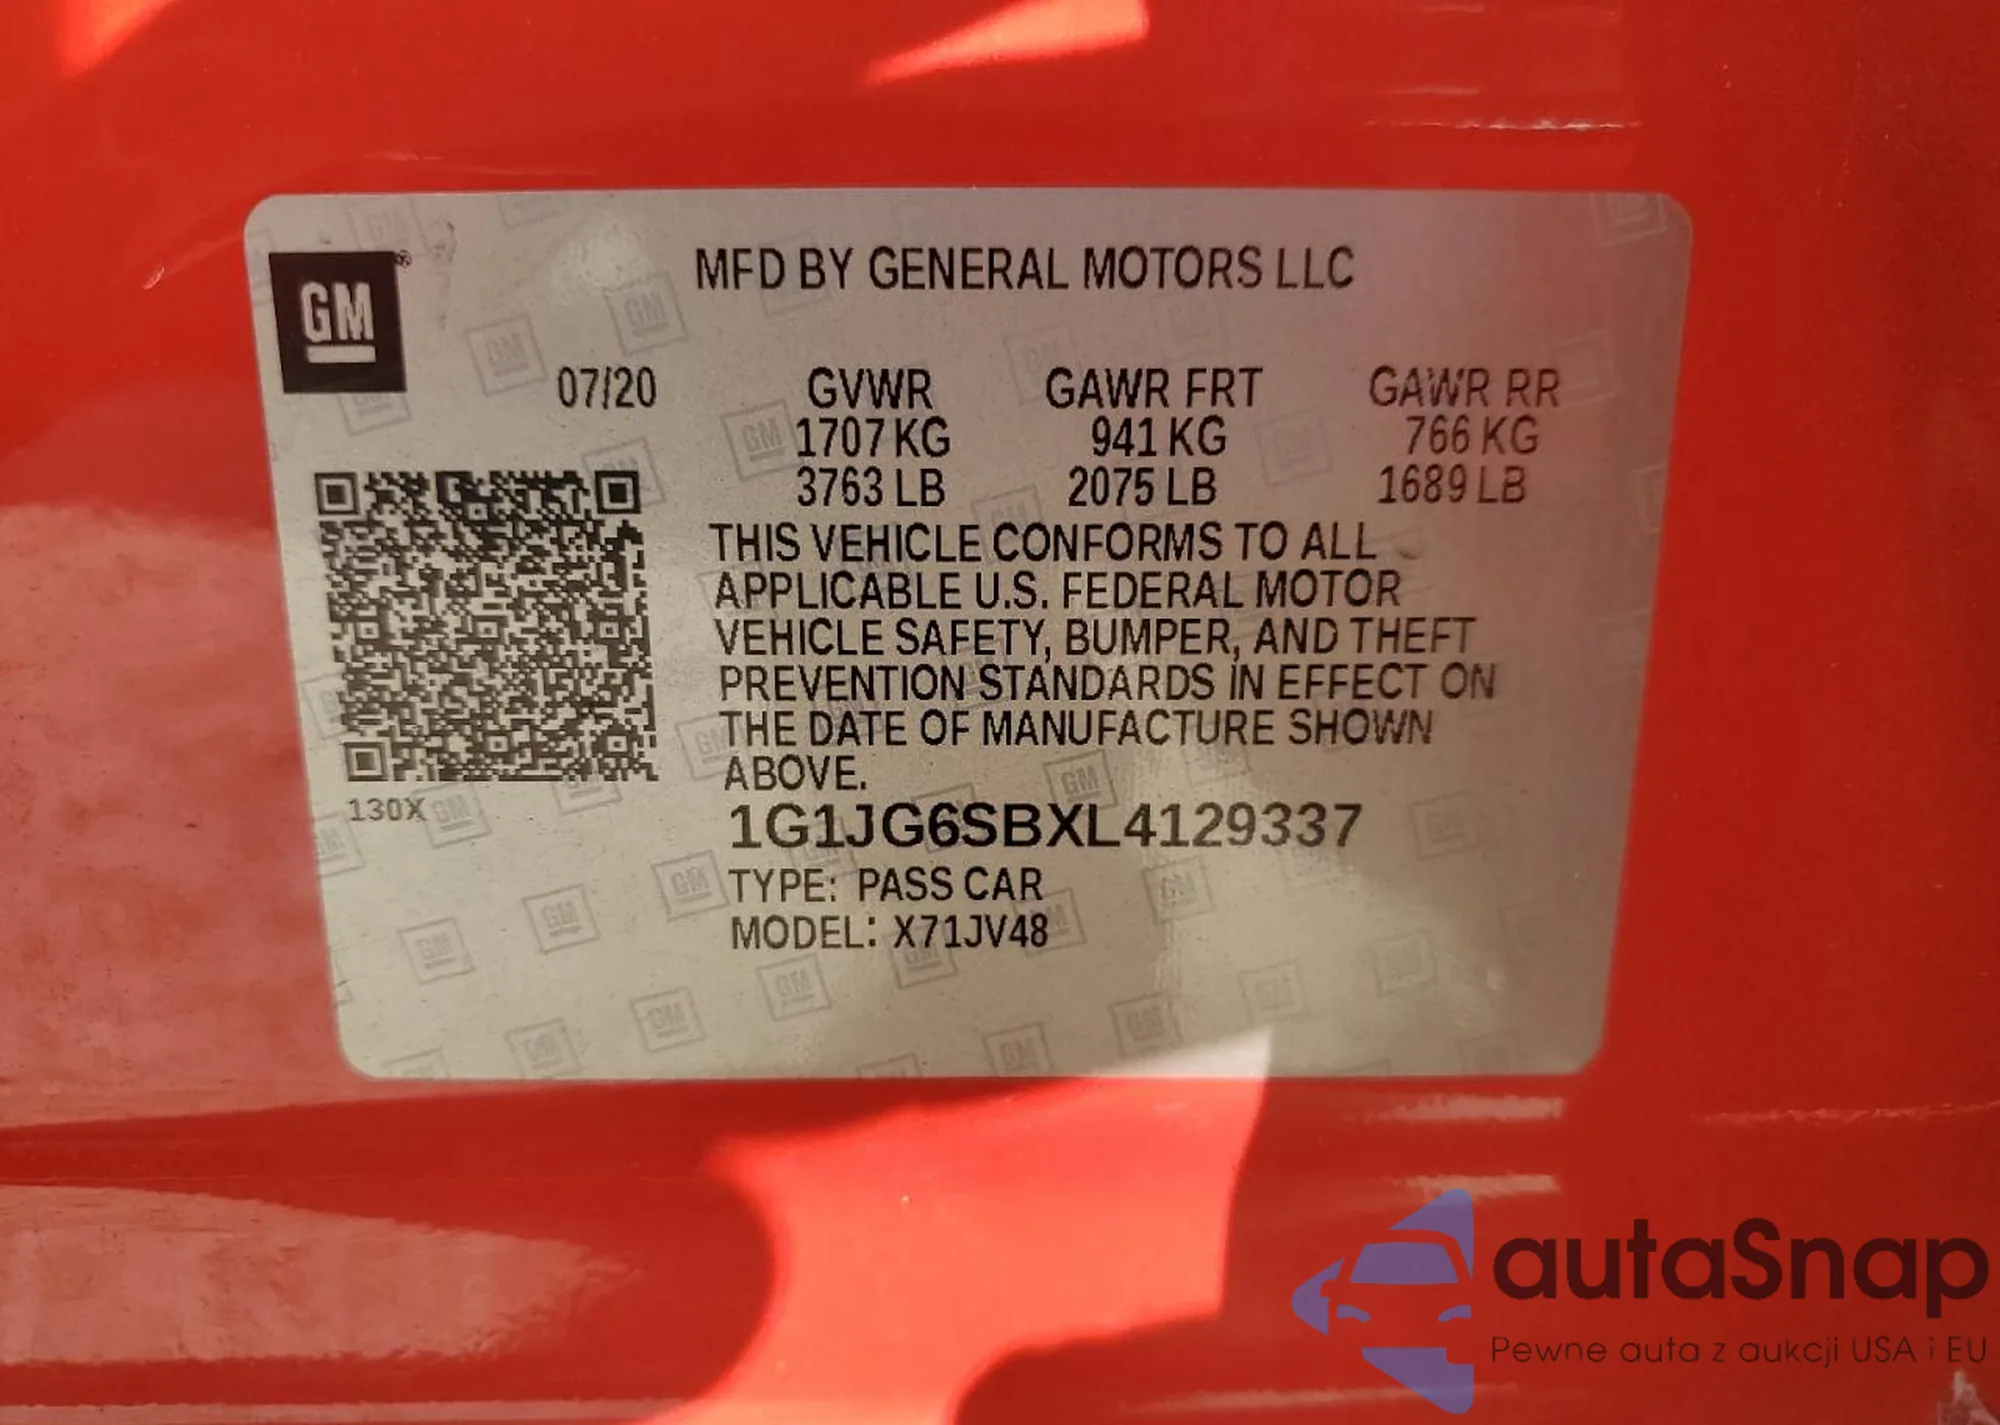 GM
MFD BY GENERAL MOTORS LLC
07/20 GVWR GAWR FRT GAWR RR
1707 KG 941 KG 766 KG
3763 LB 2075 LB 1689 LB
THIS VEHICLE CONFORMS TO ALL
APPLICABLE U.S. FEDERAL MOTOR
VEHICLE SAFETY, BUMPER, AND THEFT
PREVENTION STANDARDS IN EFFECT ON
THE DATE OF MANUFACTURE SHOWN
ABOVE.
130X
1G1JG6SBXL4129337
TYPE: PASS CAR
MODEL: X71JV48
autaSnap
Pewne auta z aukcji USA i EU